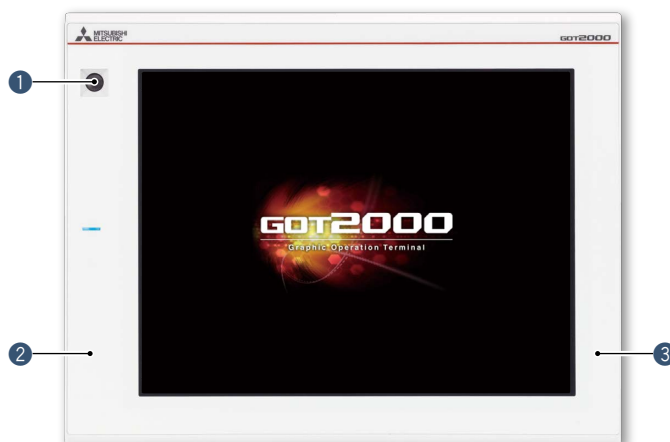 MITSUBISHI
ELECTRIC
GOT2000
1
GOT2000
Graphic Operation Terminal
2
3